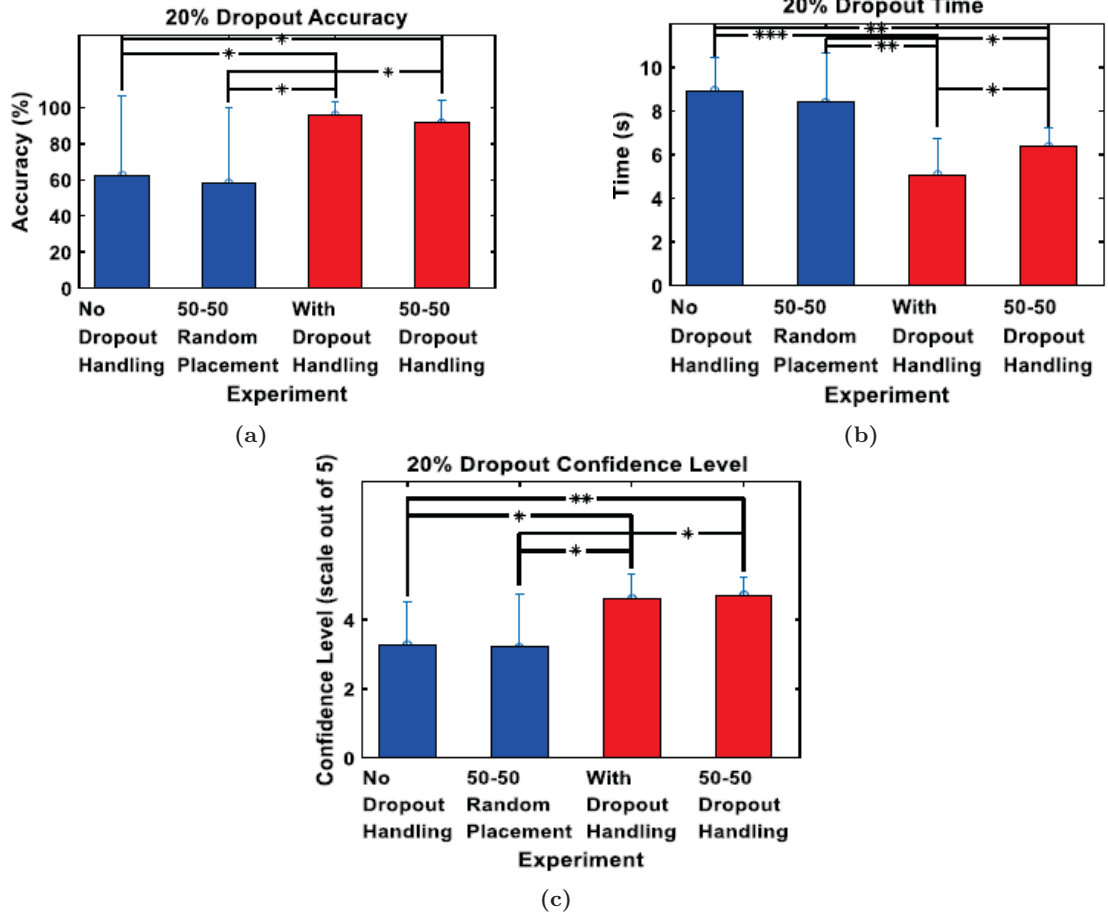 20% Dropout Accuracy
Accuracy (%)
100
80
60
40
20
0
No Dropout Handling
50-50 Random Placement
With Dropout Handling
50-50 Dropout Handling
Experiment
(a)
20% Dropout Time
Time (s)
10
8
6
4
2
0
No Dropout Handling
50-50 Random Placement
With Dropout Handling
50-50 Dropout Handling
Experiment
(b)
20% Dropout Confidence Level
Confidence Level (scale out of 5)
4
2
0
No Dropout Handling
50-50 Random Placement
With Dropout Handling
50-50 Dropout Handling
Experiment
(c)